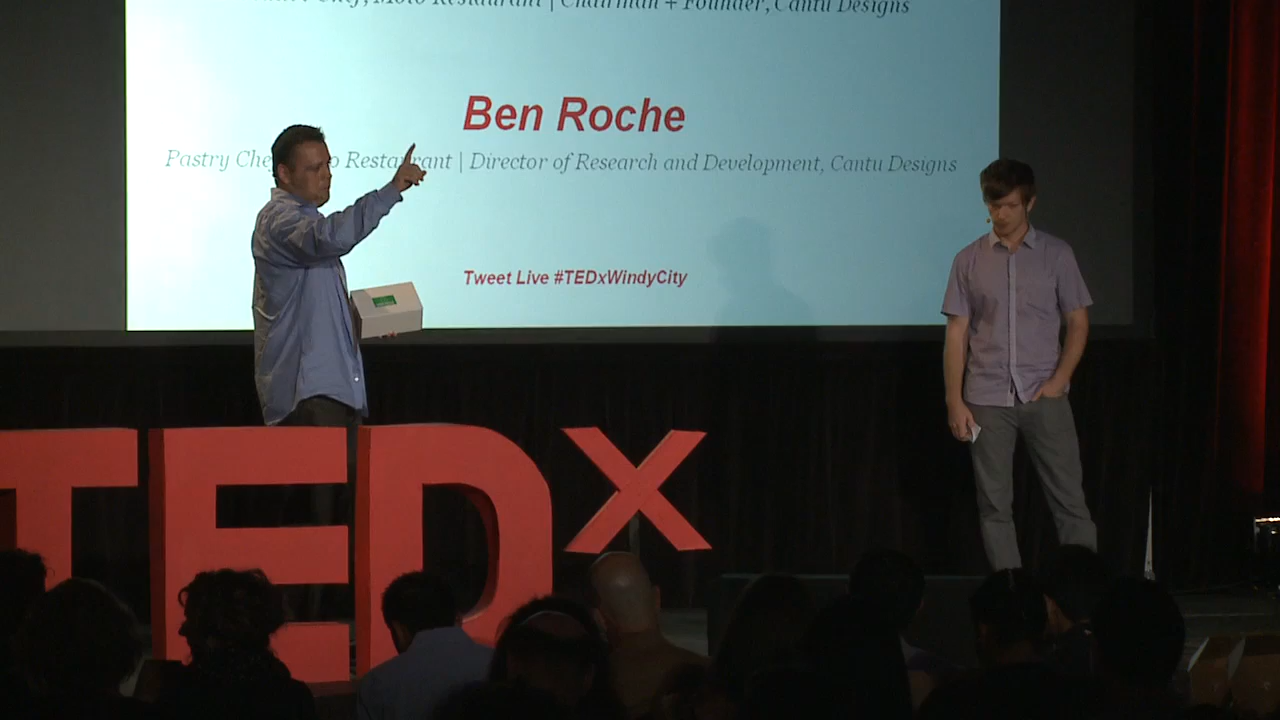 Chef, Moto Restaurant | Chairman + Founder, Cantu Designs
Ben Roche
Pastry Restaurant | Director of Research and Development, Cantu Designs
Tweet Live #TEDxWindyCity
TEDx